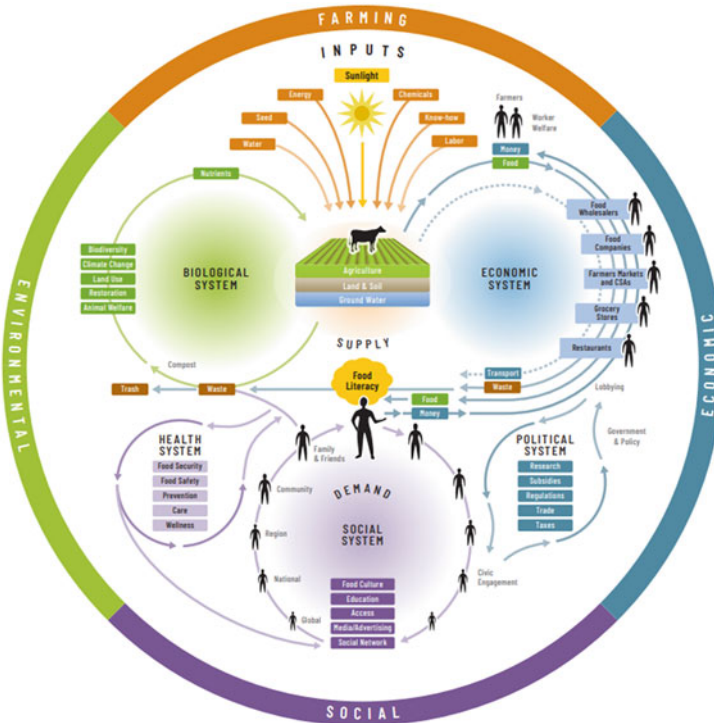 FARMING
INPUTS
Sunlight
Energy
Chemicals
Seed
Know-how
Water
Labor
Farmers
Worker
Welfare
Money
Food
Nutrients
Food
Wholesalers
Food
Companies
Farmers Markets
and CSAs
Grocery
Stores
Restaurants
Biodiversity
Climate Change
Land Use
Restoration
Animal Welfare
BIOLOGICAL
SYSTEM
Agriculture
Land & Soil
Ground Water
ECONOMIC
SYSTEM
ENVIRONMENTAL
ECONOMIC
SUPPLY
Compost
Food
Literacy
Transport
Waste
Trash
Waste
Food
Money
Lobbying
HEALTH
SYSTEM
Food Security
Food Safety
Prevention
Care
Wellness
Family
& Friends
Community
Region
National
Global
DEMAND
SOCIAL
SYSTEM
Food Culture
Education
Access
Media/Advertising
Social Network
POLITICAL
SYSTEM
Research
Subsidies
Regulations
Trade
Taxes
Government
& Policy
Civic
Engagement
SOCIAL